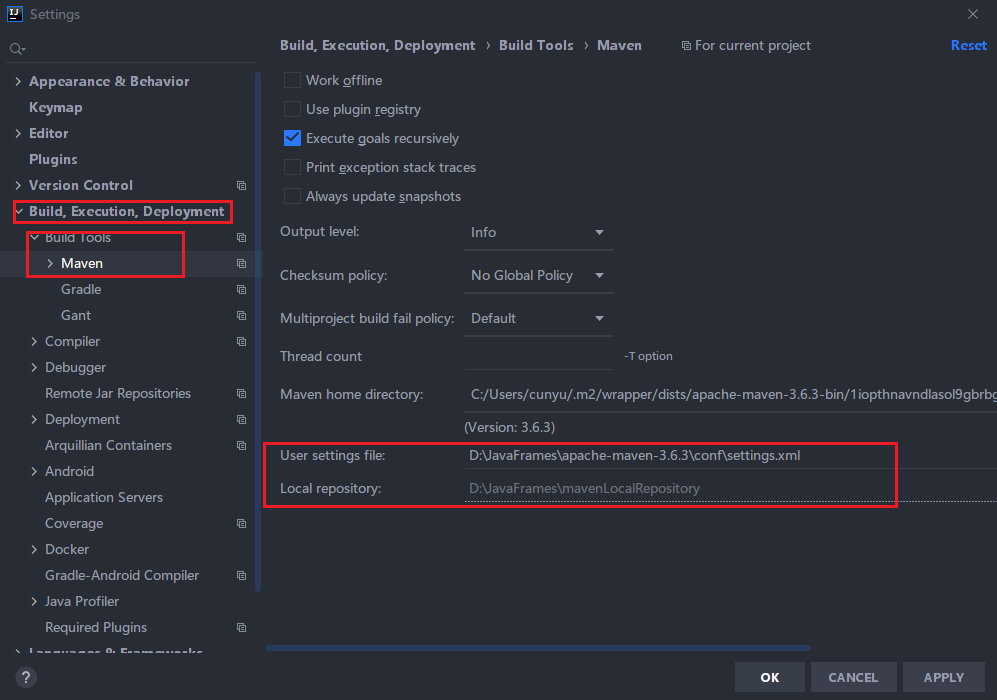 Settings
Build, Execution, Deployment › Build Tools › Maven For current project Reset
Appearance & Behavior
Keymap
Editor
Plugins
Version Control
Build, Execution, Deployment
Build Tools
Maven
Gradle
Gant
Compiler
Debugger
Remote Jar Repositories
Deployment
Arquillian Containers
Android
Application Servers
Coverage
Docker
Gradle-Android Compiler
Java Profiler
Required Plugins
Languages & Frameworks
Work offline
Use plugin registry
Execute goals recursively
Print exception stack traces
Always update snapshots
Output level: Info
Checksum policy: No Global Policy
Multiproject build fail policy: Default
Thread count -T option
Maven home directory: C:/Users/cunyu/.m2/wrapper/dists/apache-maven-3.6.3-bin/1iopthnavndlasol9gbrbg
(Version: 3.6.3)
User settings file: D:\JavaFrames\apache-maven-3.6.3\conf\settings.xml
Local repository: D:\JavaFrames\mavenLocalRepository
? OK CANCEL APPLY